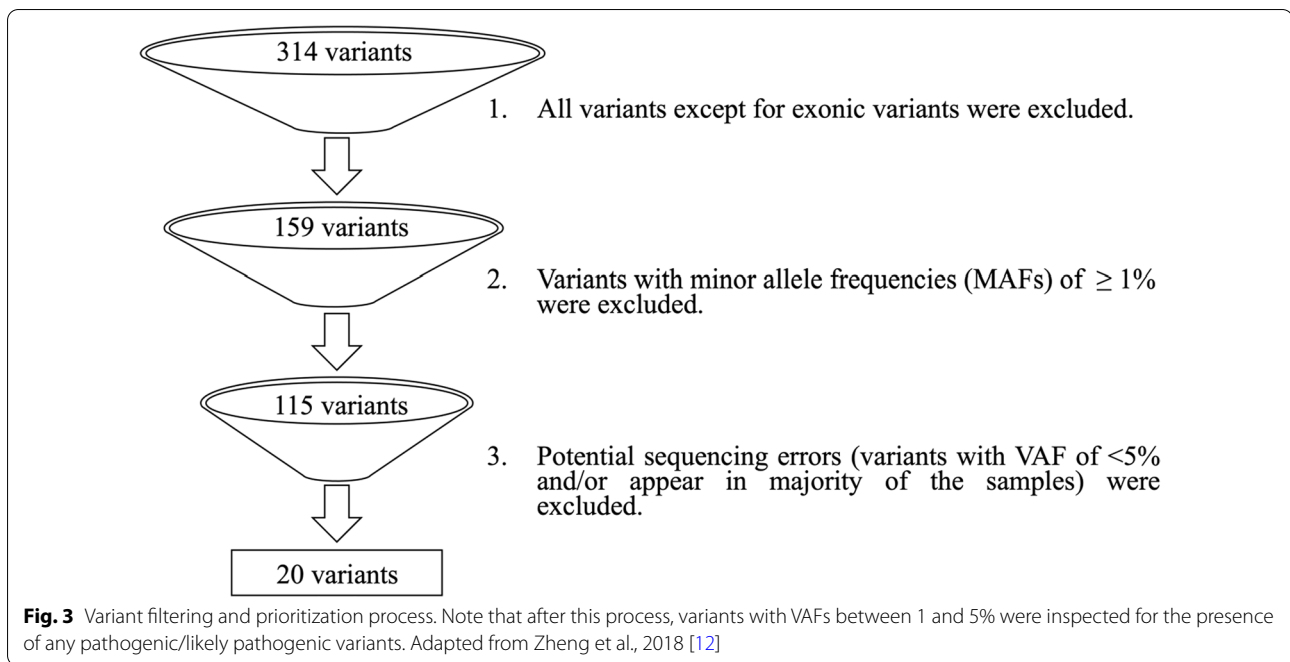 314 variants
1. All variants except for exonic variants were excluded.
159 variants
2. Variants with minor allele frequencies (MAFs) of ≥ 1%
were excluded.
115 variants
3. Potential sequencing errors (variants with VAF of <5%
and/or appear in majority of the samples) were
excluded.
20 variants
Fig. 3 Variant filtering and prioritization process. Note that after this process, variants with VAFs between 1 and 5% were inspected for the presence
of any pathogenic/likely pathogenic variants. Adapted from Zheng et al., 2018 [12]